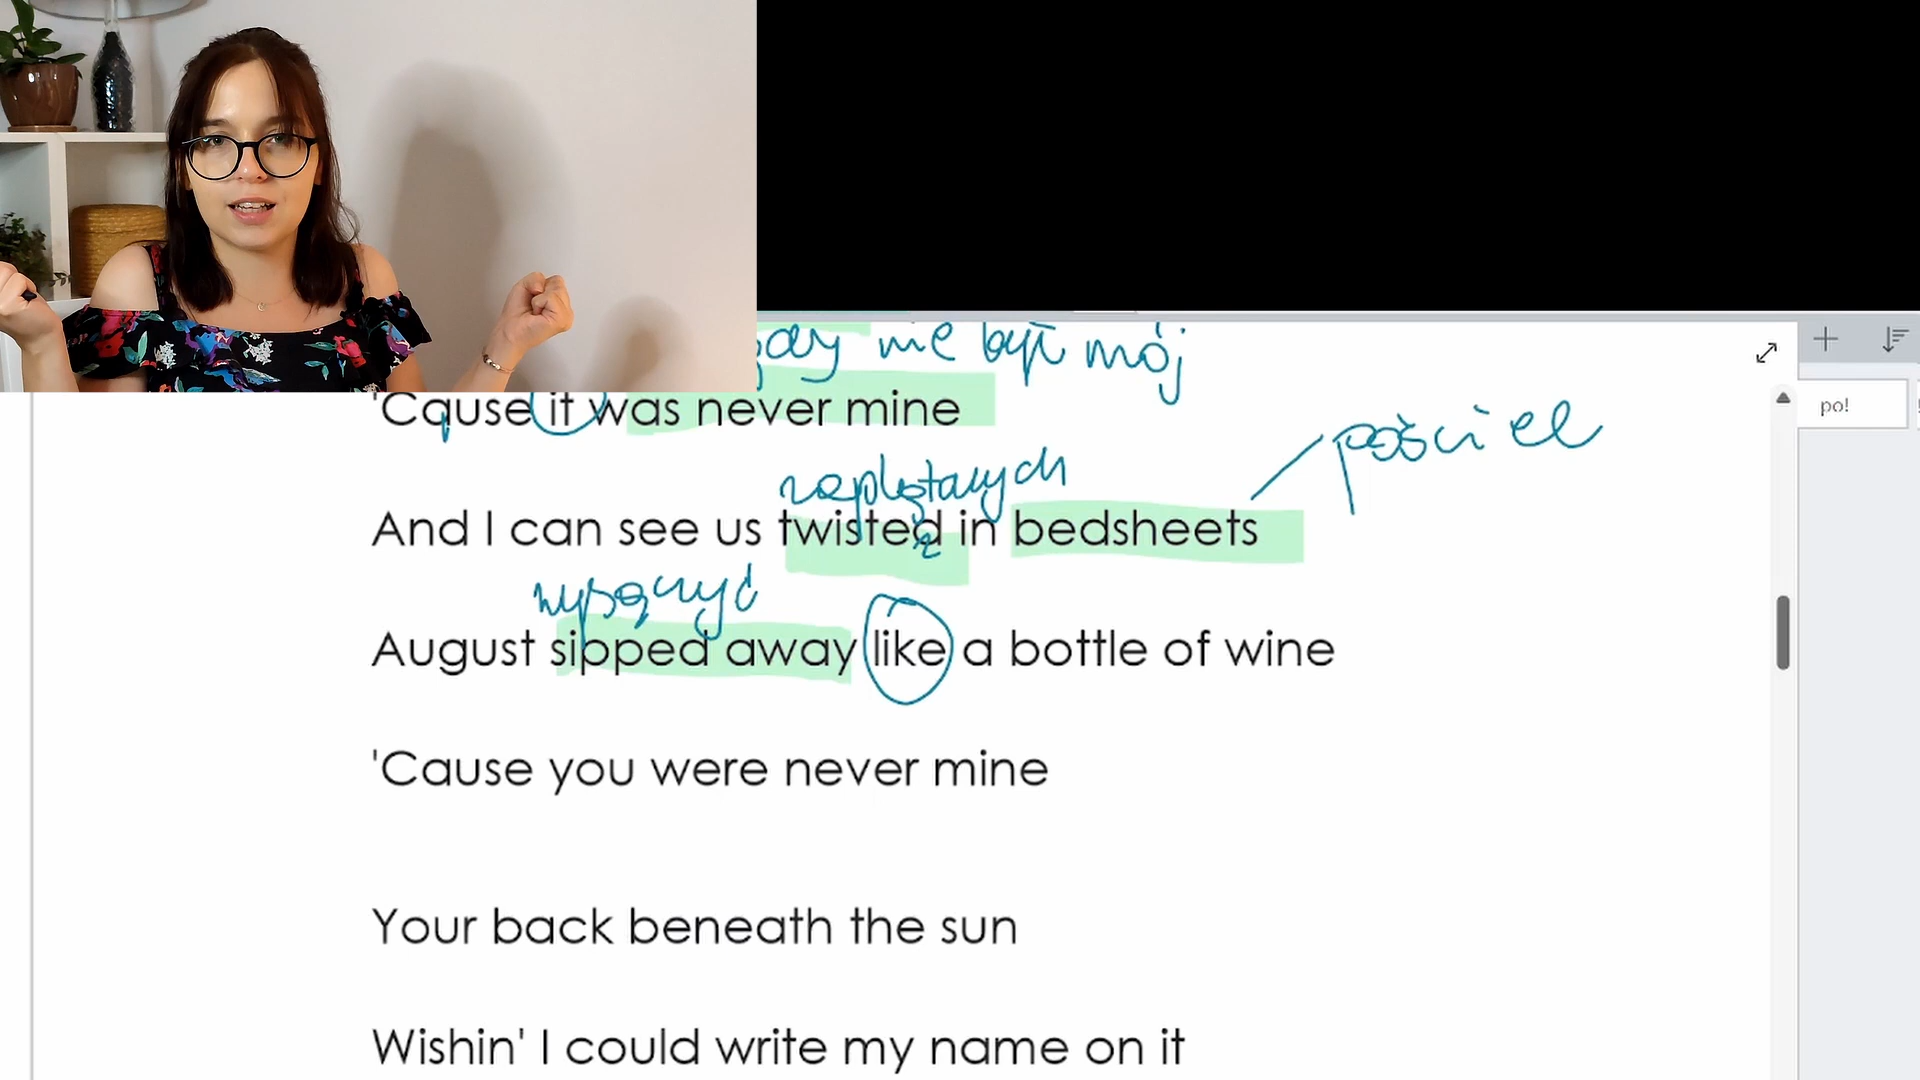 nie był mój
'Cause it was never mine
pościel
zaplątanych
And I can see us twisted in bedsheets
z
wysączyć
August sipped away like a bottle of wine
'Cause you were never mine
Your back beneath the sun
Wishin' I could write my name on it
po!